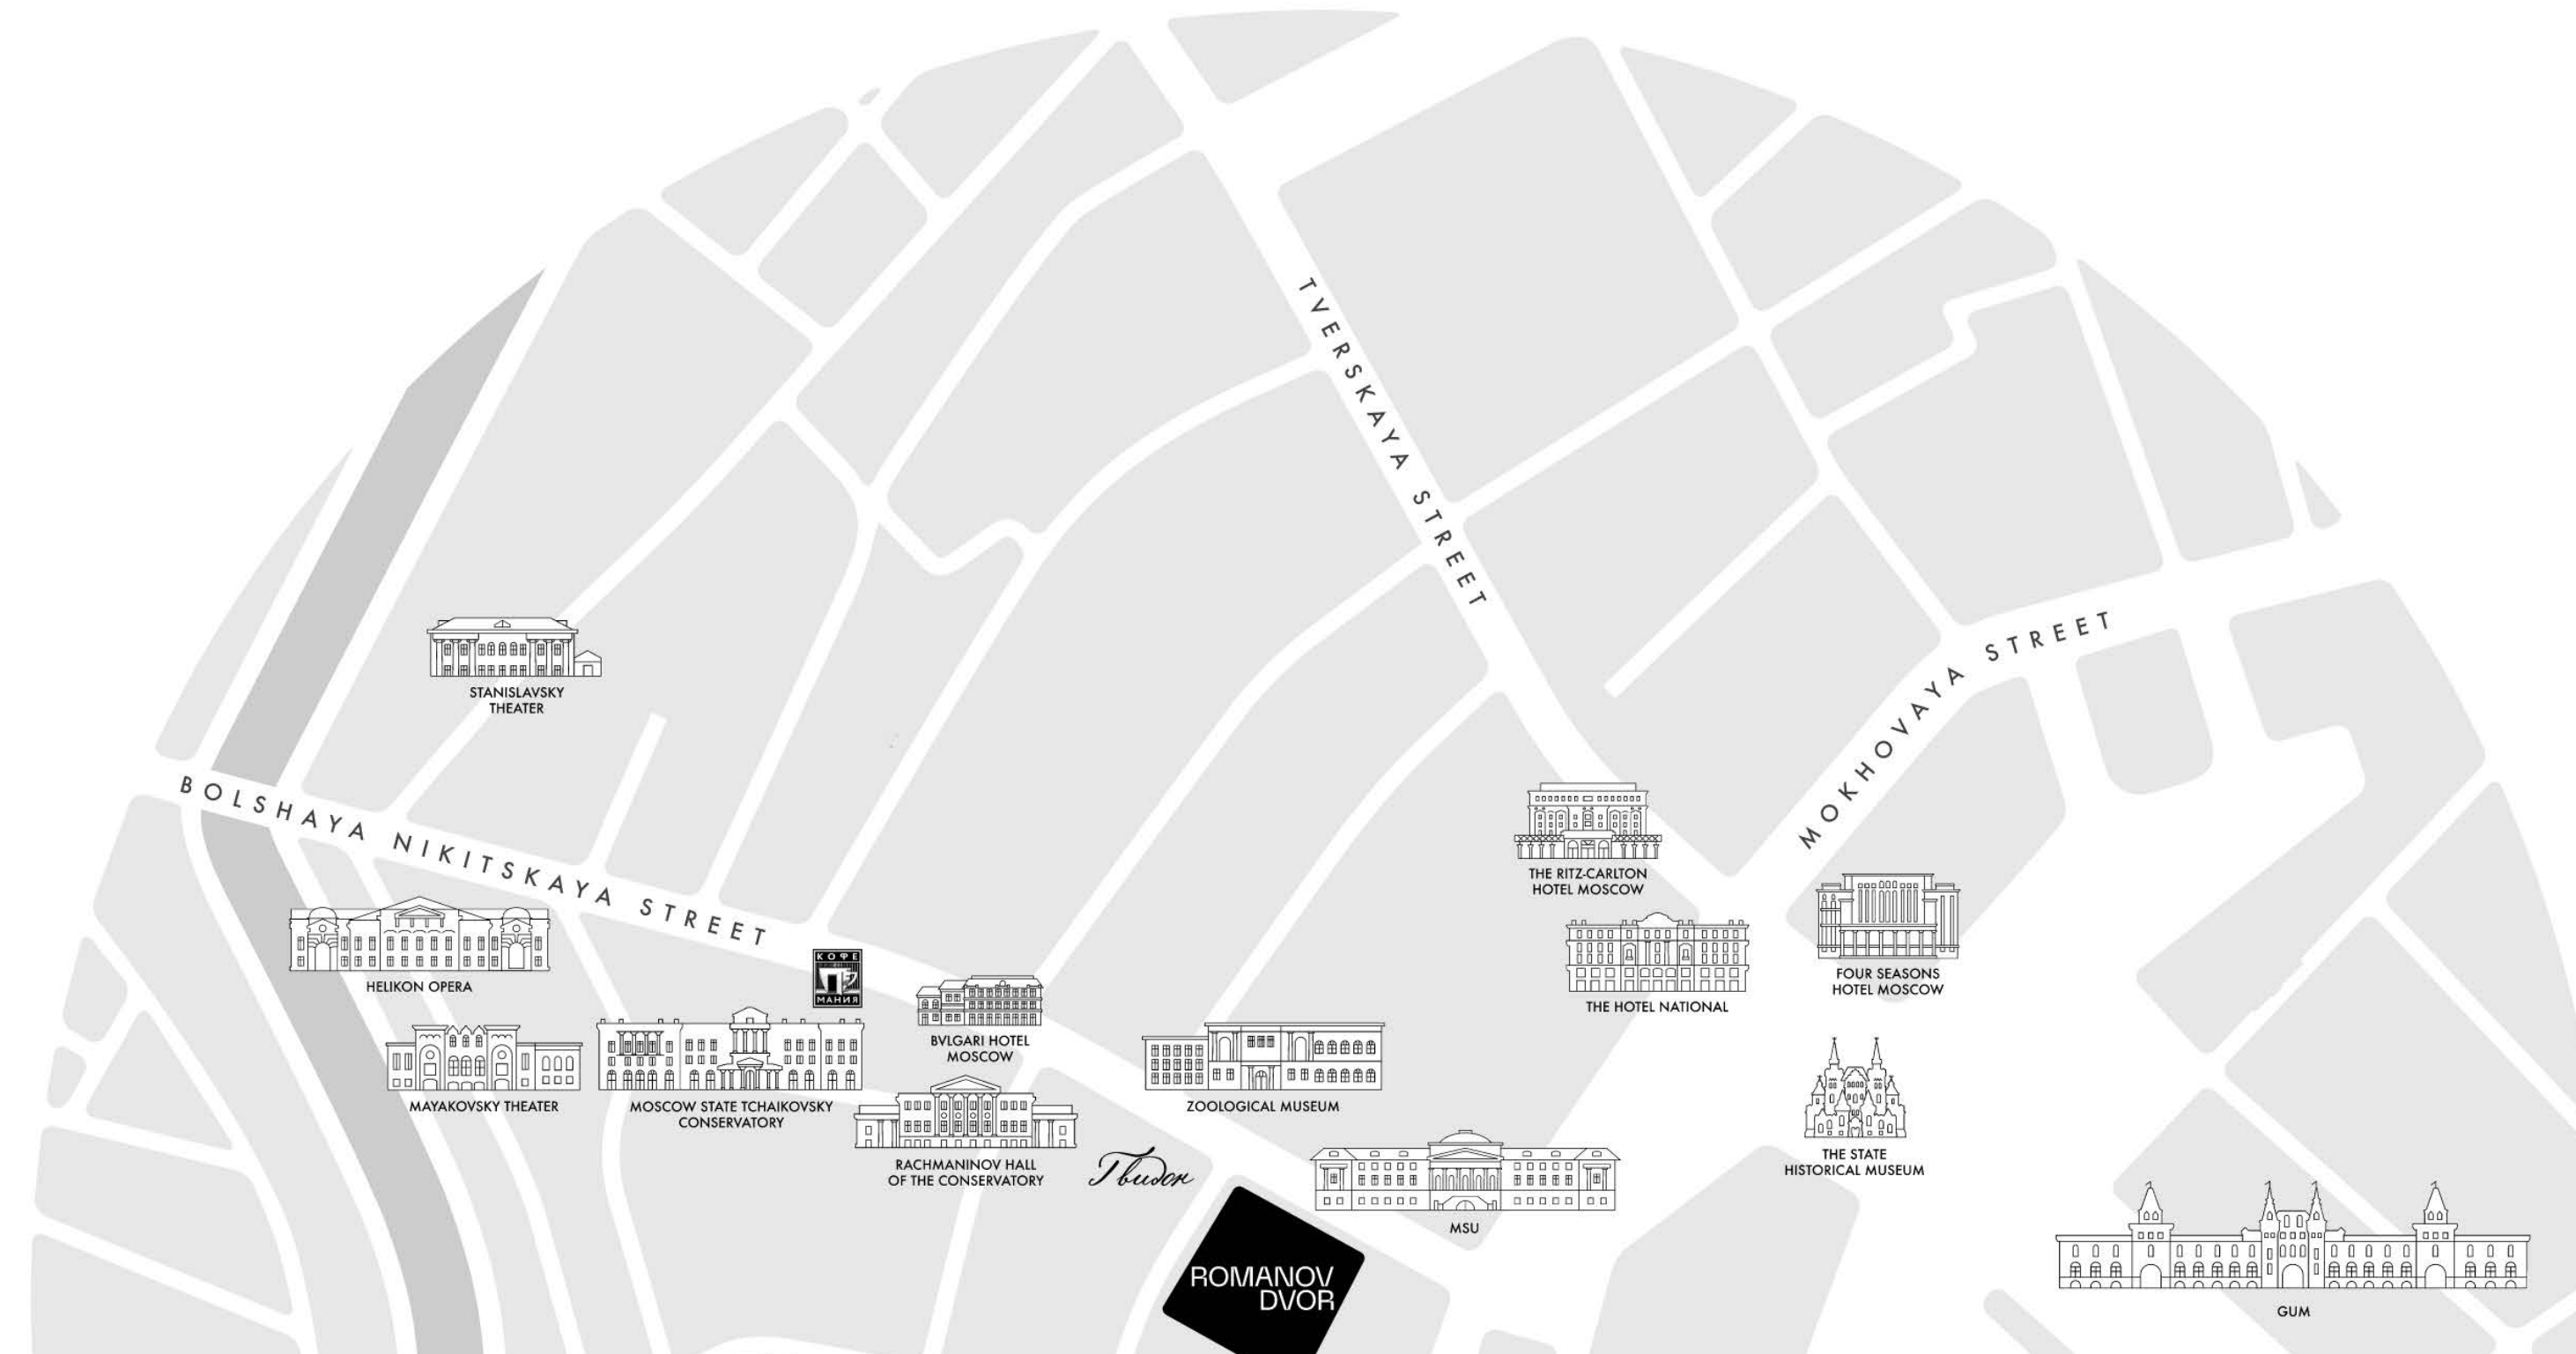 TVERSKAYA STREET
MOKHOVAYA STREET
STANISLAVSKY
THEATER
BOLSHAYA NIKITSKAYA STREET
THE RITZ-CARLTON
HOTEL MOSCOW
КОФЕ
МАНИЯ
HELIKON OPERA
FOUR SEASONS
HOTEL MOSCOW
THE HOTEL NATIONAL
BVLGARI HOTEL
MOSCOW
MAYAKOVSKY THEATER
MOSCOW STATE TCHAIKOVSKY
CONSERVATORY
ZOOLOGICAL MUSEUM
RACHMANINOV HALL
OF THE CONSERVATORY
Гвидон
THE STATE
HISTORICAL MUSEUM
MSU
ROMANOV
DVOR
GUM